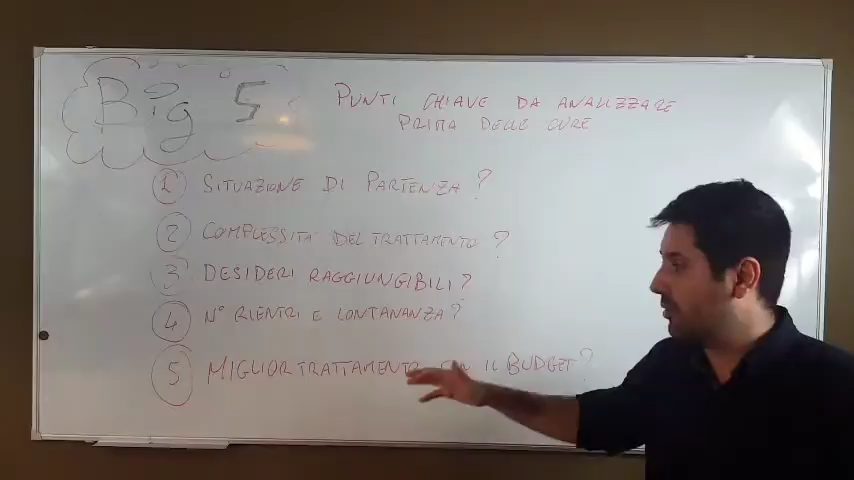 Big 5
PUNTI CHIAVE DA ANALIZZARE
PRIMA DELLE CURE
1 SITUAZIONE DI PARTENZA ?
2 COMPLESSITÀ DEL TRATTAMENTO ?
3 DESIDERI RAGGIUNGIBILI ?
4 N° RIENTRI E LONTANANZA ?
5 MIGLIOR TRATTAMENTO IL BUDGET ?